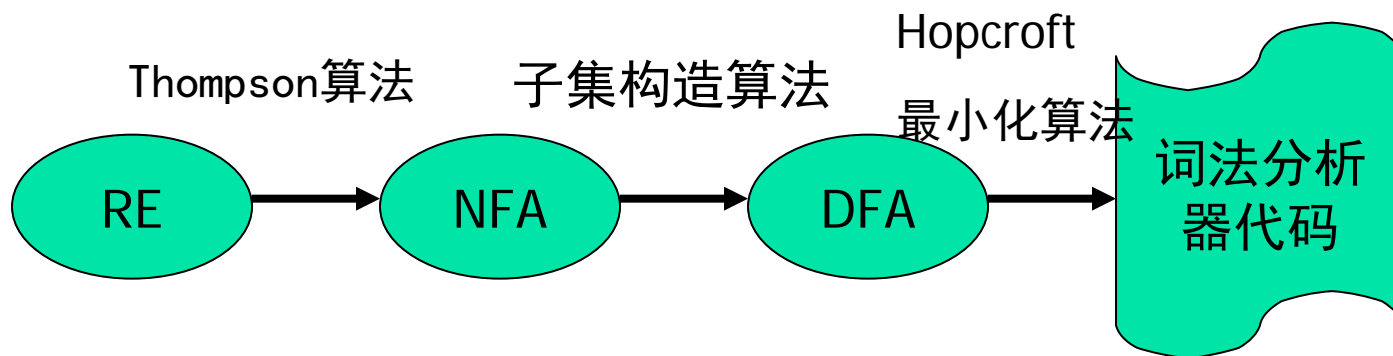 Hopcroft
Thompson算法
子集构造算法
最小化算法
RE
NFA
DFA
词法分析
器代码